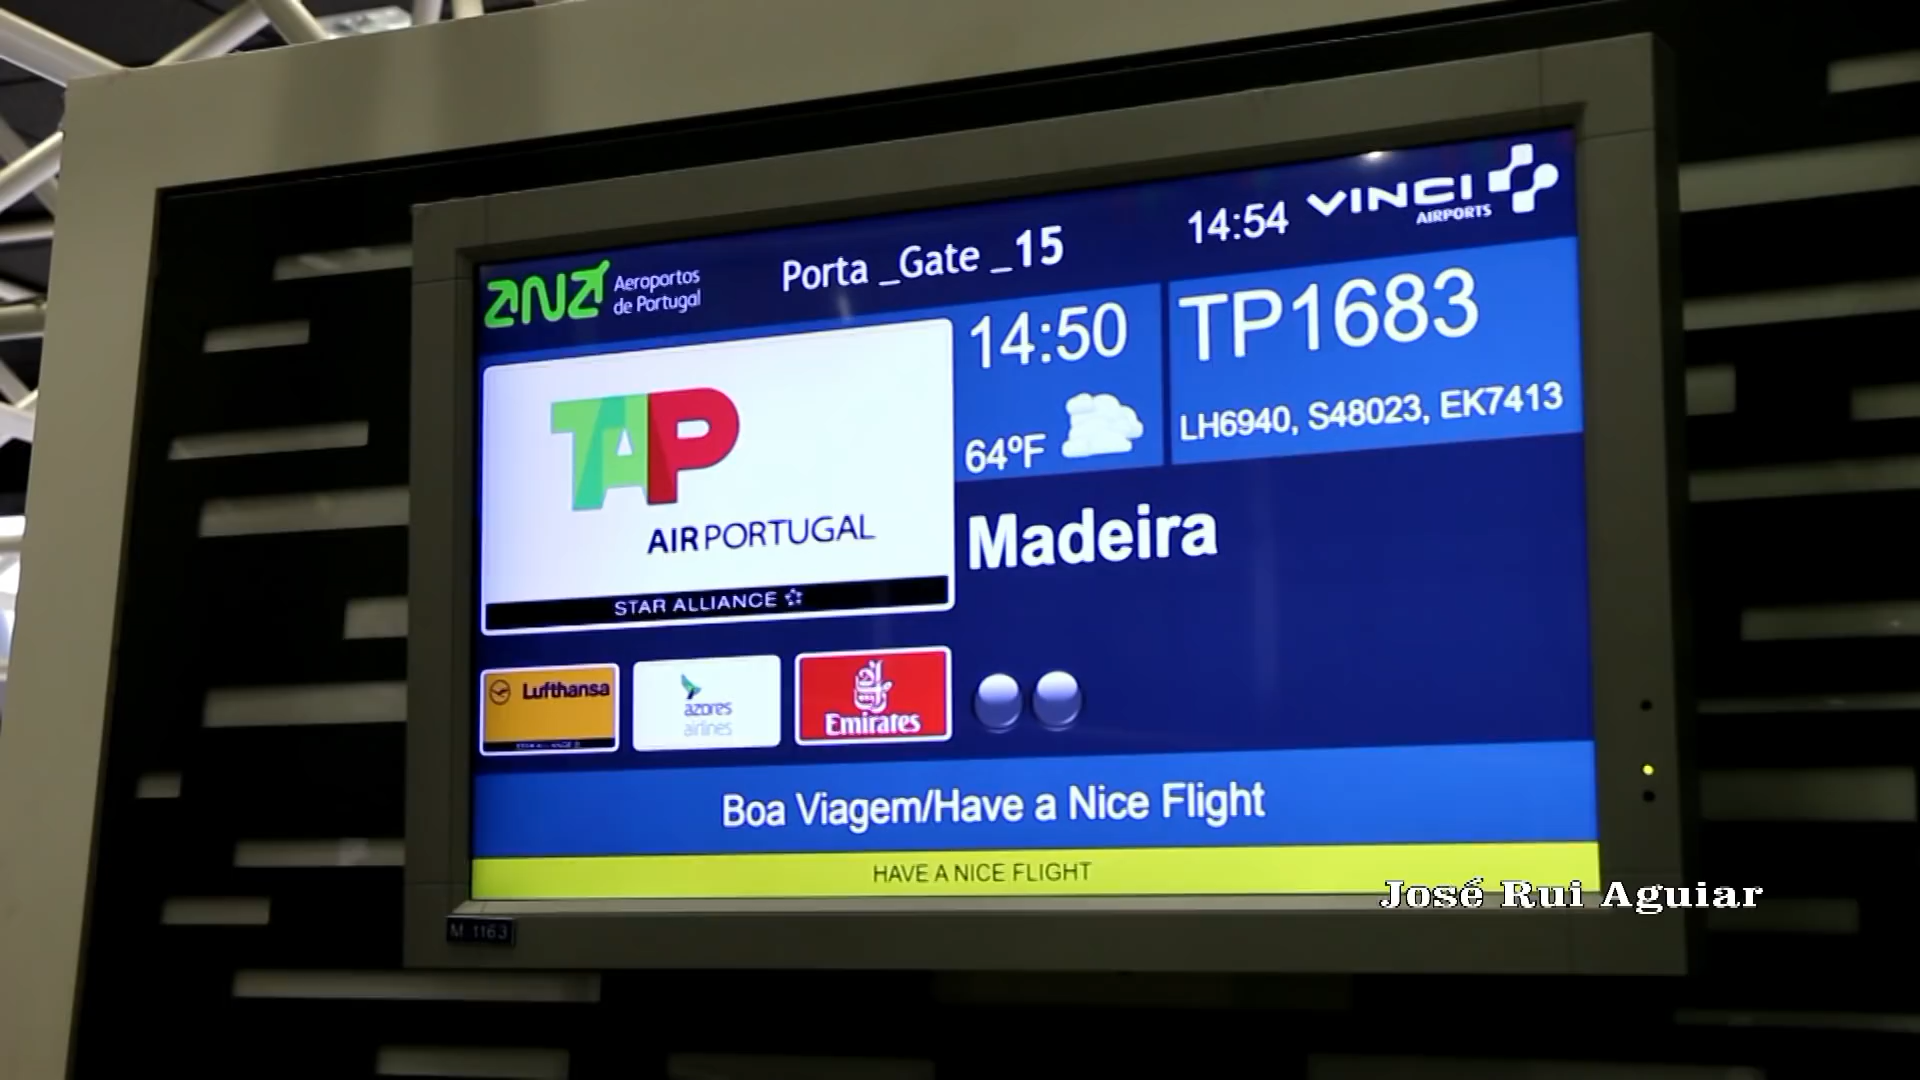 ana Aeroportos
de Portugal
Porta _Gate _15
14:54
VINCI
AIRPORTS
TAP
AIRPORTUGAL
STAR ALLIANCE
14:50
64ºF
TP1683
LH6940, S48023, EK7413
Madeira
Lufthansa
azores
airlines
Emirates
Boa Viagem/Have a Nice Flight
HAVE A NICE FLIGHT
José Rui Aguiar
M 1163